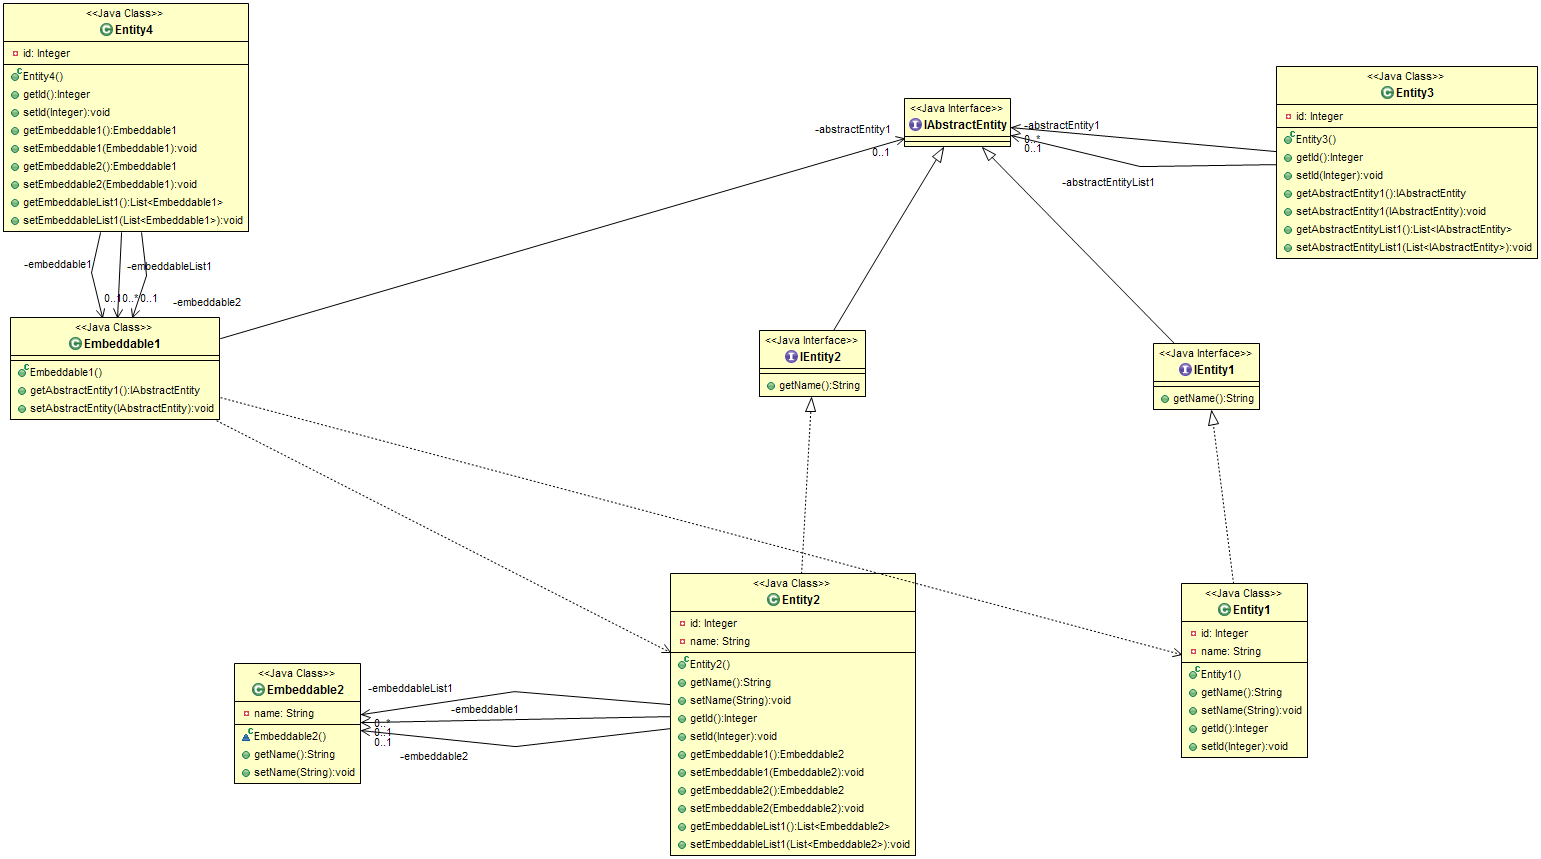 <<Java Class>>
Entity4
id: Integer
Entity4()
getId():Integer
setId(Integer):void
getEmbeddable1():Embeddable1
setEmbeddable1(Embeddable1):void
getEmbeddable2():Embeddable1
setEmbeddable2(Embeddable1):void
getEmbeddableList1():List<Embeddable1>
setEmbeddableList1(List<Embeddable1>):void
-embeddable1
-embeddableList1
0..1
0..*
0..1
-embeddable2
<<Java Class>>
Embeddable1
Embeddable1()
getAbstractEntity1():IAbstractEntity
setAbstractEntity(IAbstractEntity):void
-abstractEntity1
0..1
<<Java Interface>>
IAbstractEntity
-abstractEntity1
0..*
0..1
-abstractEntityList1
<<Java Class>>
Entity3
id: Integer
Entity3()
getId():Integer
setId(Integer):void
getAbstractEntity1():IAbstractEntity
setAbstractEntity1(IAbstractEntity):void
getAbstractEntityList1():List<IAbstractEntity>
setAbstractEntityList1(List<IAbstractEntity>):void
<<Java Interface>>
IEntity2
getName():String
<<Java Interface>>
IEntity1
getName():String
<<Java Class>>
Embeddable2
name: String
Embeddable2()
getName():String
setName(String):void
-embeddableList1
-embeddable1
0..*
0..1
0..1
-embeddable2
<<Java Class>>
Entity2
id: Integer
name: String
Entity2()
getName():String
setName(String):void
getId():Integer
setId(Integer):void
getEmbeddable1():Embeddable2
setEmbeddable1(Embeddable2):void
getEmbeddable2():Embeddable2
setEmbeddable2(Embeddable2):void
getEmbeddableList1():List<Embeddable2>
setEmbeddableList1(List<Embeddable2>):void
<<Java Class>>
Entity1
id: Integer
name: String
Entity1()
getName():String
setName(String):void
getId():Integer
setId(Integer):void